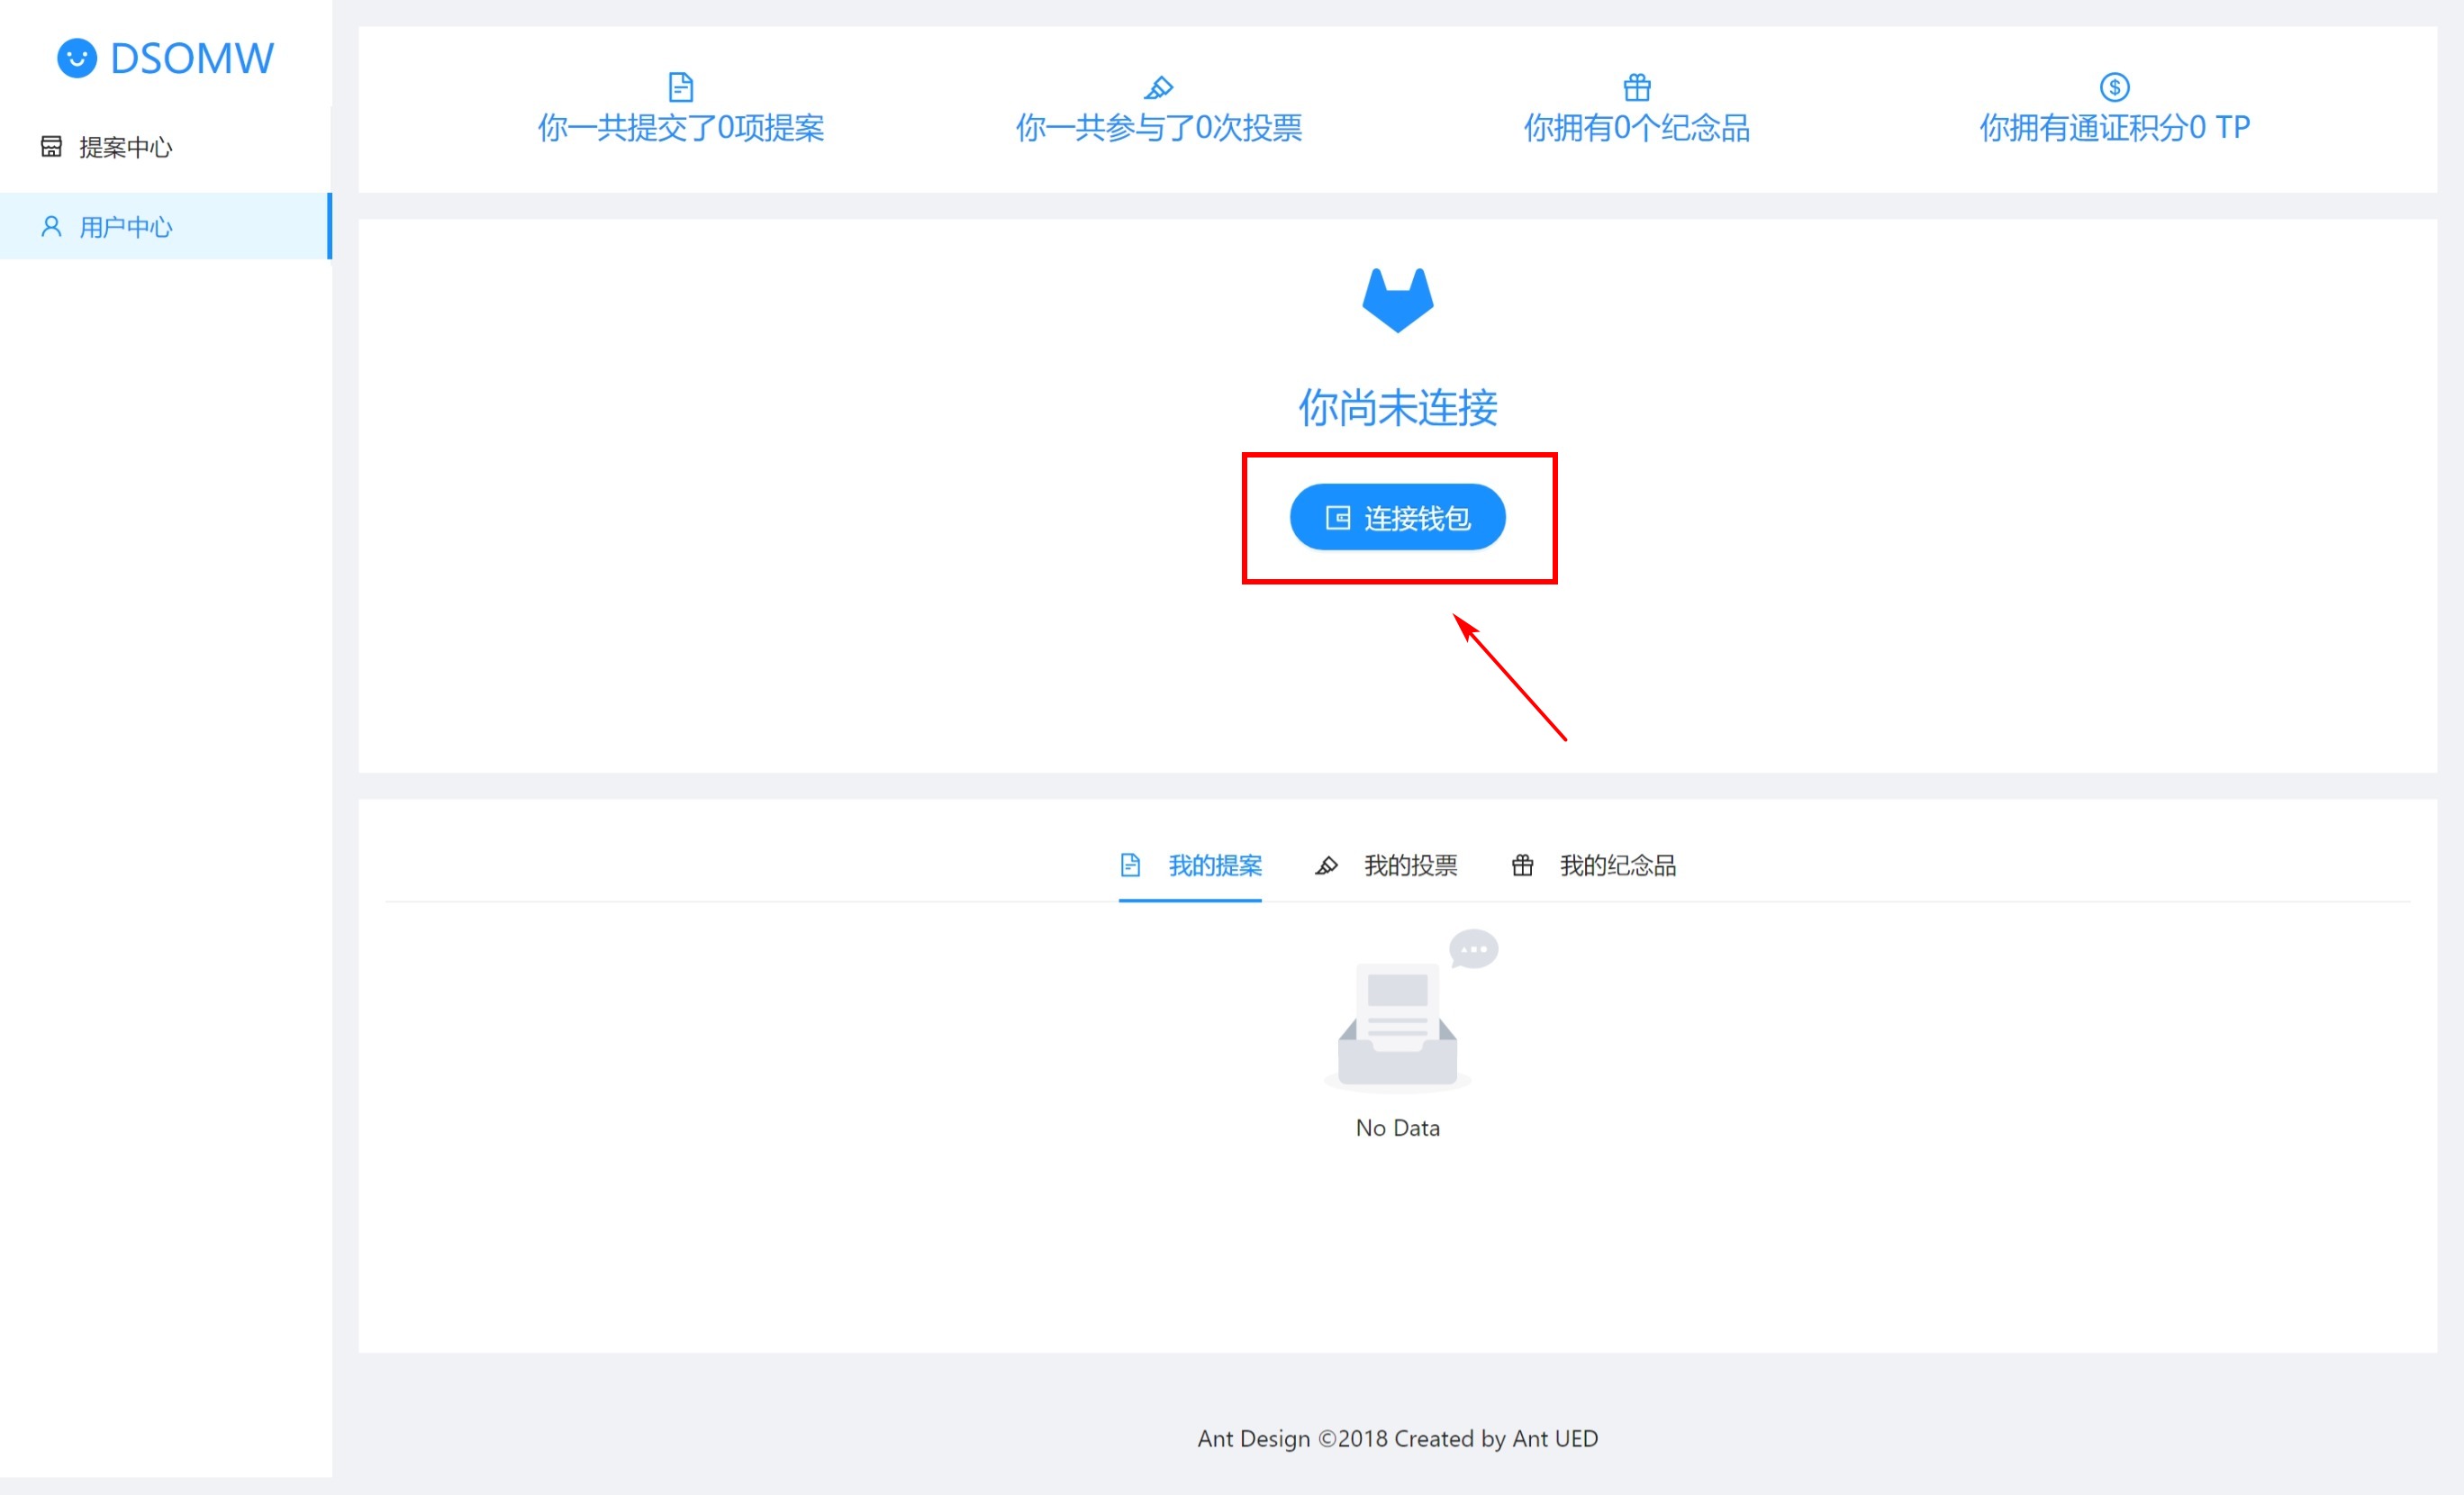 DSOMW
提案中心
用户中心
你一共提交了0项提案
你一共参与了0次投票
你拥有0个纪念品
你拥有通证积分0 TP
你尚未连接
连接钱包
我的提案
我的投票
我的纪念品
No Data
Ant Design ©2018 Created by Ant UED